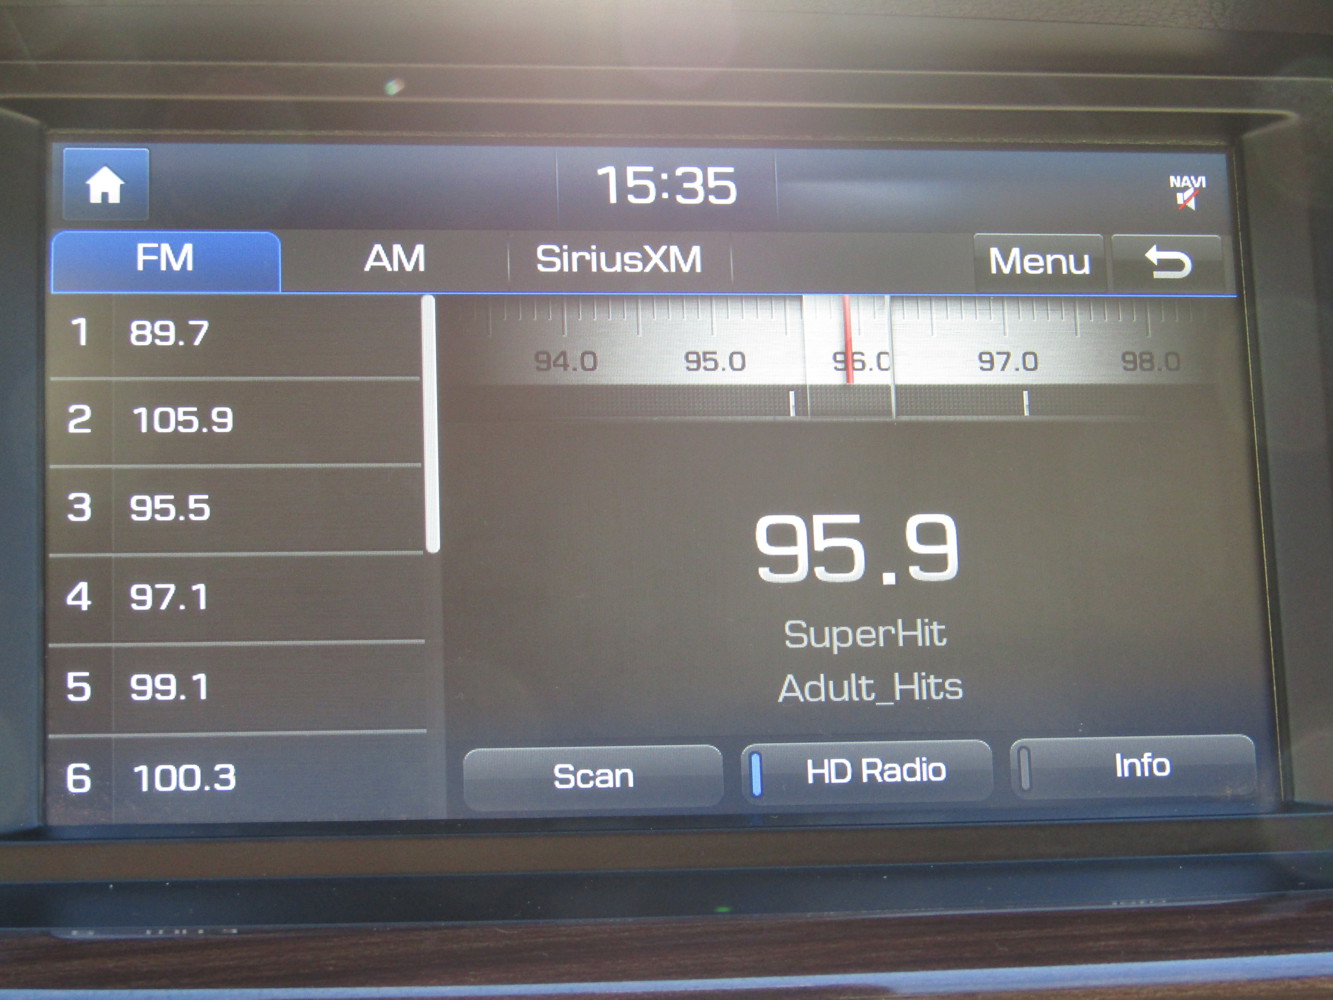 15:35
NAVI
FM AM SiriusXM Menu
1 89.7
2 105.9
3 95.5
4 97.1
5 99.1
6 100.3
94.0 95.0 96.0 97.0 98.0
95.9
SuperHit
Adult_Hits
Scan HD Radio Info